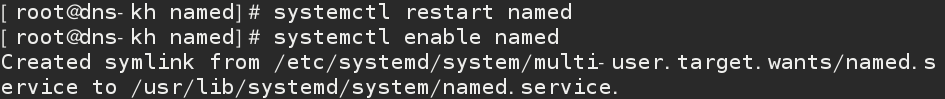 [root@dns-kh named]# systemctl restart named
[root@dns-kh named]# systemctl enable named
Created symlink from /etc/systemd/system/multi-user.target.wants/named.s
ervice to /usr/lib/systemd/system/named.service.